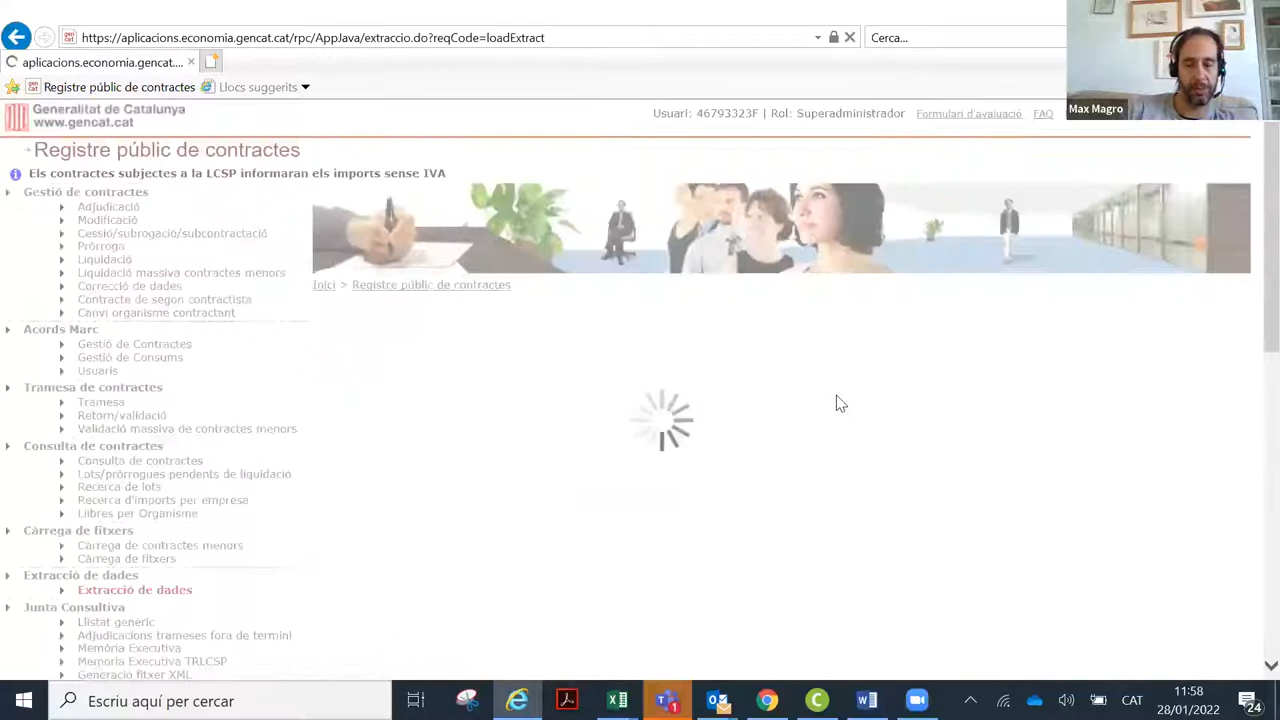 https://aplicacions.economia.gencat.cat/rpc/AppJava/extraccio.do?reqCode=loadExtract
Cerca...
aplicacions.economia.gencat....
Registre públic de contractes
Llocs suggerits
Max Magro
Generalitat de Catalunya
www.gencat.cat
Usuari: 46793323F | Rol: Superadministrador
Formulari d'avaluació
FAQ
Registre públic de contractes
Els contractes subjectes a la LCSP informaran els imports sense IVA
Gestió de contractes
Adjudicació
Modificació
Cessio/subrogació/subcontractació
Pròrroga
Liquidació
Liquidació massiva contractes menors
Correcció de dades
Contracte de segon contractista
Canvi organisme contractant
Inici > Registre públic de contractes
Acords Marc
Gestió de Contractes
Gestió de Consums
Usuaris
Tramesa de contractes
Tramesa
Retorn/validació
Validació massiva de contractes menors
Consulta de contractes
Consulta de contractes
Lots/pròrrogues pendents de liquidació
Recerca de lots
Recerca d'imports per empresa
Llibres per Organisme
Càrrega de fitxers
Càrrega de contractes menors
Càrrega de fitxers
Extracció de dades
Extracció de dades
Junta Consultiva
Llistat genèric
Adjudicacions trameses fora de termini
Memòria Executiva
Memoria Executiva TRLCSP
Generació fitxer XML
Escriu aquí per cercar
1
CAT
11:58
28/01/2022
24